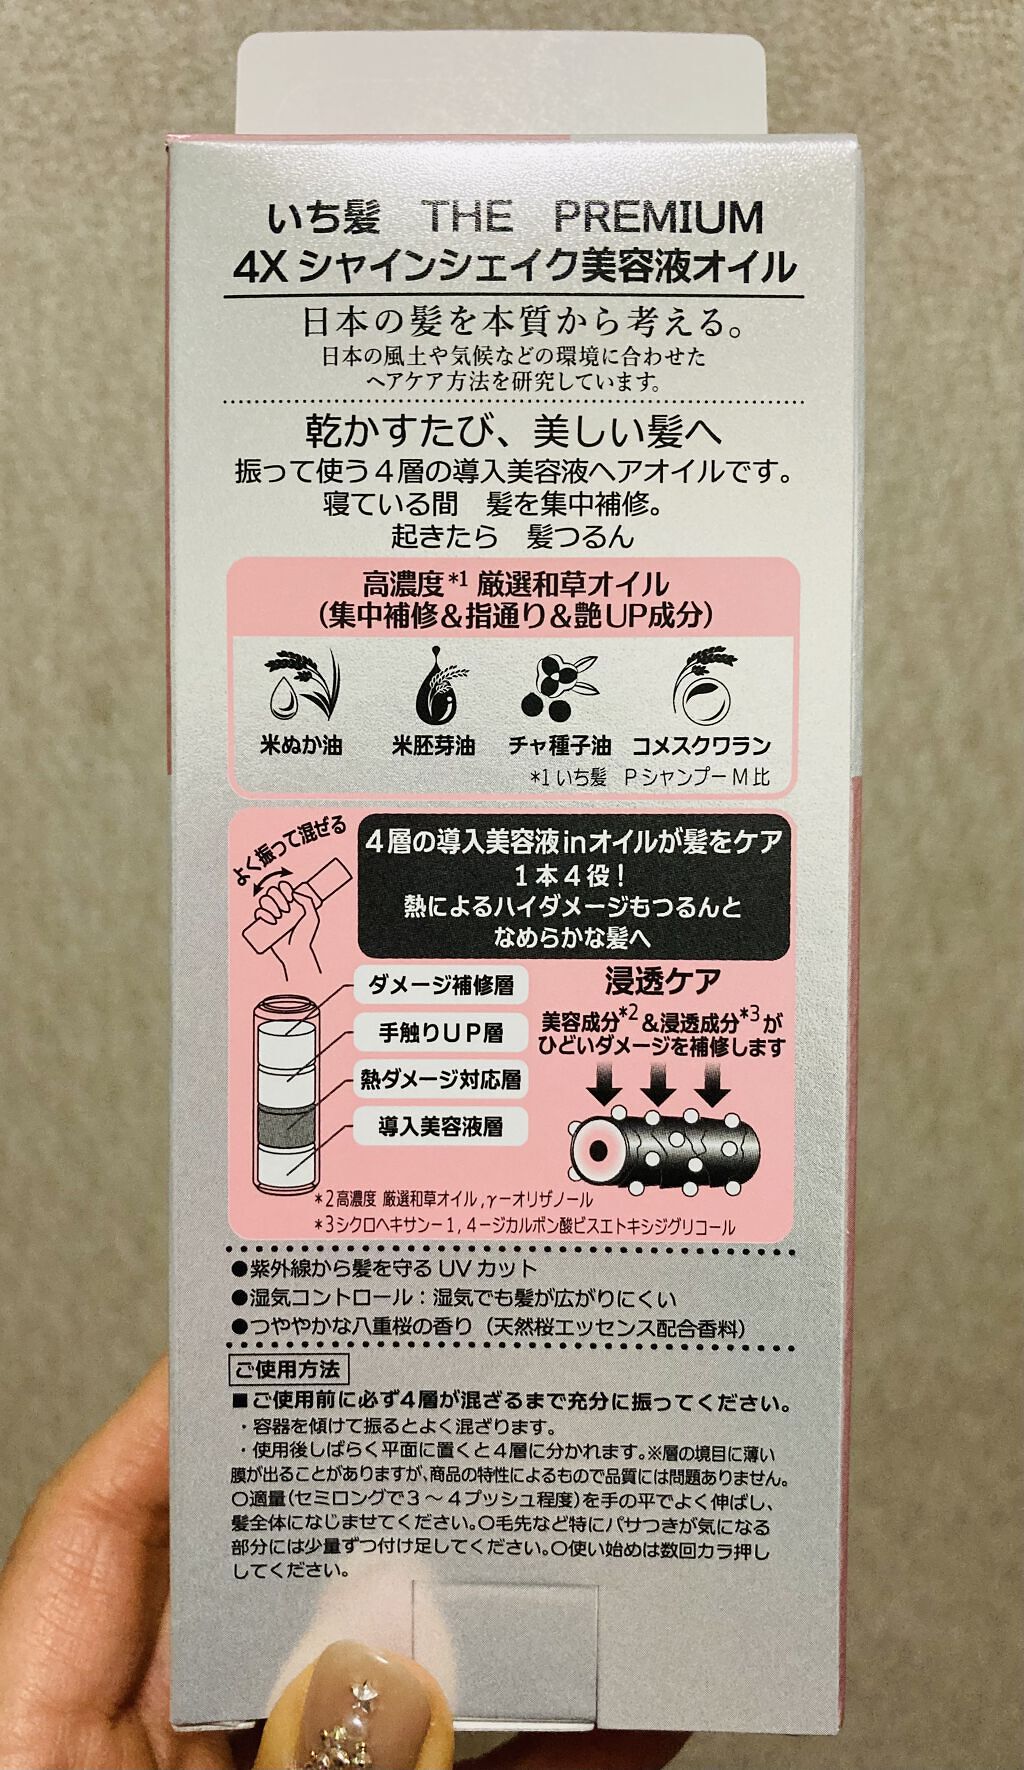 いち髪　THE　PREMIUM
4X シャインシェイク美容液オイル
日本の髪を本質から考える。
日本の風土や気候などの環境に合わせた
ヘアケア方法を研究しています。
乾かすたび、美しい髪へ
振って使う４層の導入美容液ヘアオイルです。
寝ている間　髪を集中補修。
起きたら　髪つるん
高濃度*1 厳選和草オイル
（集中補修＆指通り＆艶UP成分）
米ぬか油　米胚芽油　チャ種子油　コメスクワラン
*1 いち髪　PシャンプーM比
よく振って混ぜる
４層の導入美容液inオイルが髪をケア
１本４役！
熱によるハイダメージもつるんと
なめらかな髪へ
ダメージ補修層
手触りＵＰ層
熱ダメージ対応層
導入美容液層
浸透ケア
美容成分*2＆浸透成分*3が
ひどいダメージを補修します
*2高濃度 厳選和草オイル,γーオリザノール
*3シクロヘキサンー1, 4ージカルボン酸ビスエトキシジグリコール
●紫外線から髪を守る UV カット
●湿気コントロール：湿気でも髪が広がりにくい
●つややかな八重桜の香り（天然桜エッセンス配合香料）
ご使用方法
■ご使用前に必ず４層が混ざるまで充分に振ってください。
・容器を傾けて振るとよく混ざります。
・使用後しばらく平面に置くと４層に分かれます。※層の境目に薄い
膜が出ることがありますが、商品の特性によるもので品質には問題ありません。
○適量（セミロングで３～４プッシュ程度）を手の平でよく伸ばし、
髪全体になじませてください。○毛先など特にパサつきが気になる
部分には少量ずつ付け足してください。○使い始めは数回カラ押し
してください。